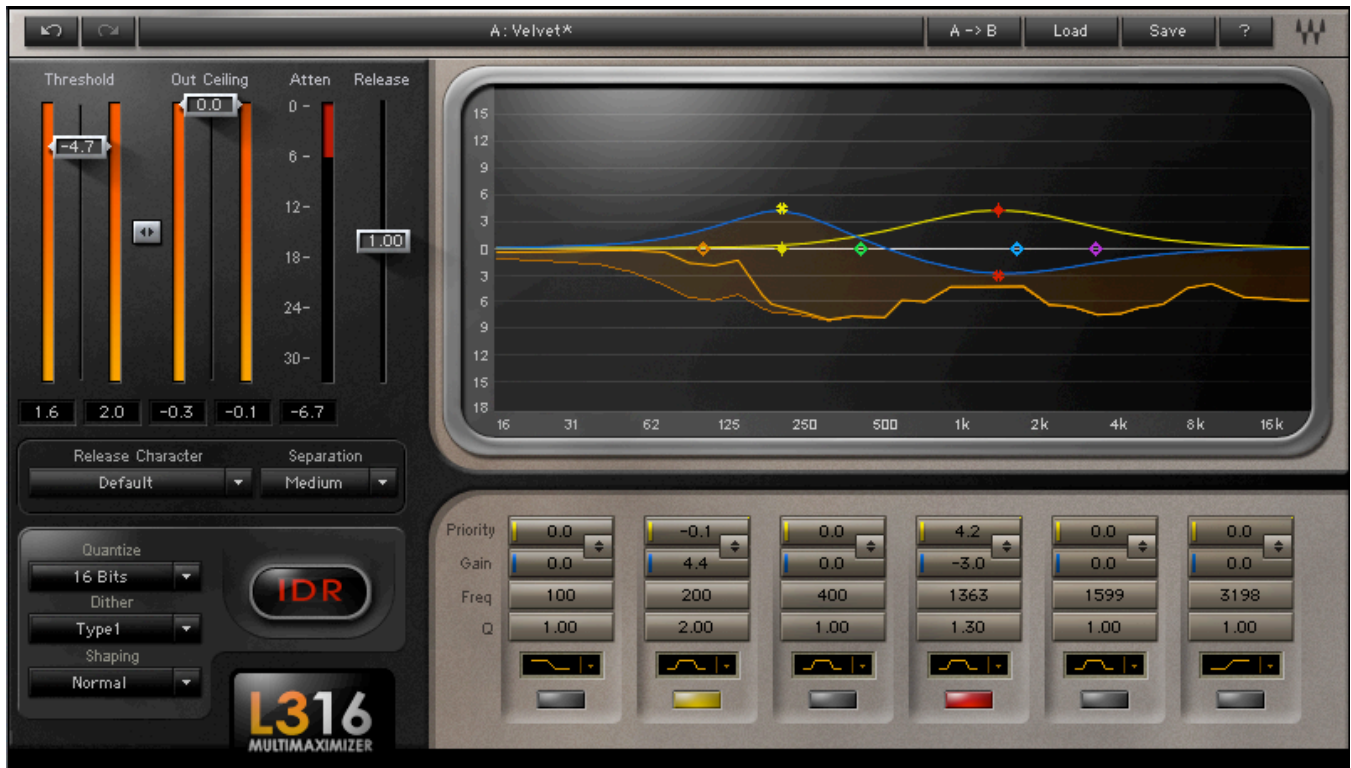 A: Velvet*
A -> B
Load
Save
?
Threshold
Out Ceiling
Atten
Release
-4.7
0.0
1.00
0 -
6 -
12-
18-
24-
30-
1.6
2.0
-0.3
-0.1
-6.7
15
12
9
6
3
0
3
6
9
12
15
18
16 31 62 125 250 500 1k 2k 4k 8k 16k
Release Character
Default
Separation
Medium
Quantize
16 Bits
Dither
Type1
Shaping
Normal
IDR
L316
MULTIMAXIMIZER
Priority 0.0 -0.1 0.0 4.2 0.0 0.0
Gain 0.0 4.4 0.0 -3.0 0.0 0.0
Freq 100 200 400 1363 1599 3198
Q 1.00 2.00 1.00 1.30 1.00 1.00